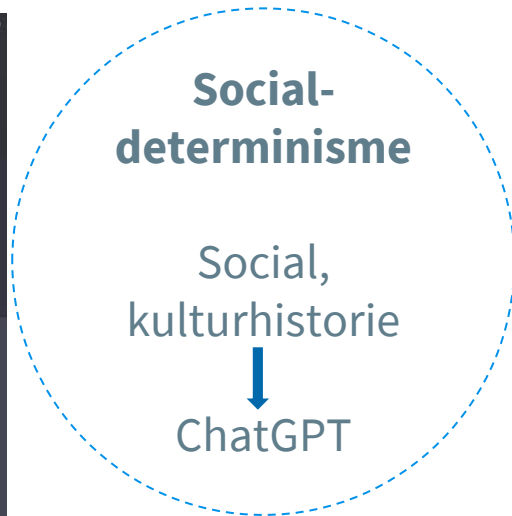 Social-
determinisme
Social,
kulturhistorie
ChatGPT